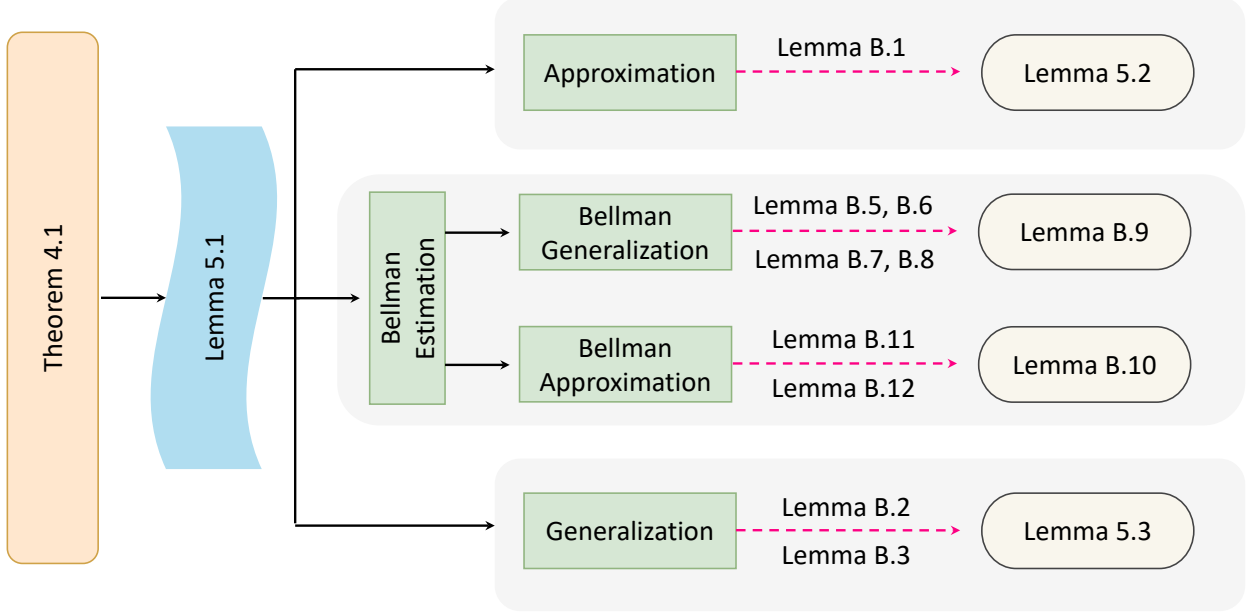 Theorem 4.1
Lemma 5.1
Approximation
Lemma B.1
Lemma 5.2
Bellman
Estimation
Bellman
Generalization
Lemma B.5, B.6
Lemma B.7, B.8
Lemma B.9
Bellman
Approximation
Lemma B.11
Lemma B.12
Lemma B.10
Generalization
Lemma B.2
Lemma B.3
Lemma 5.3